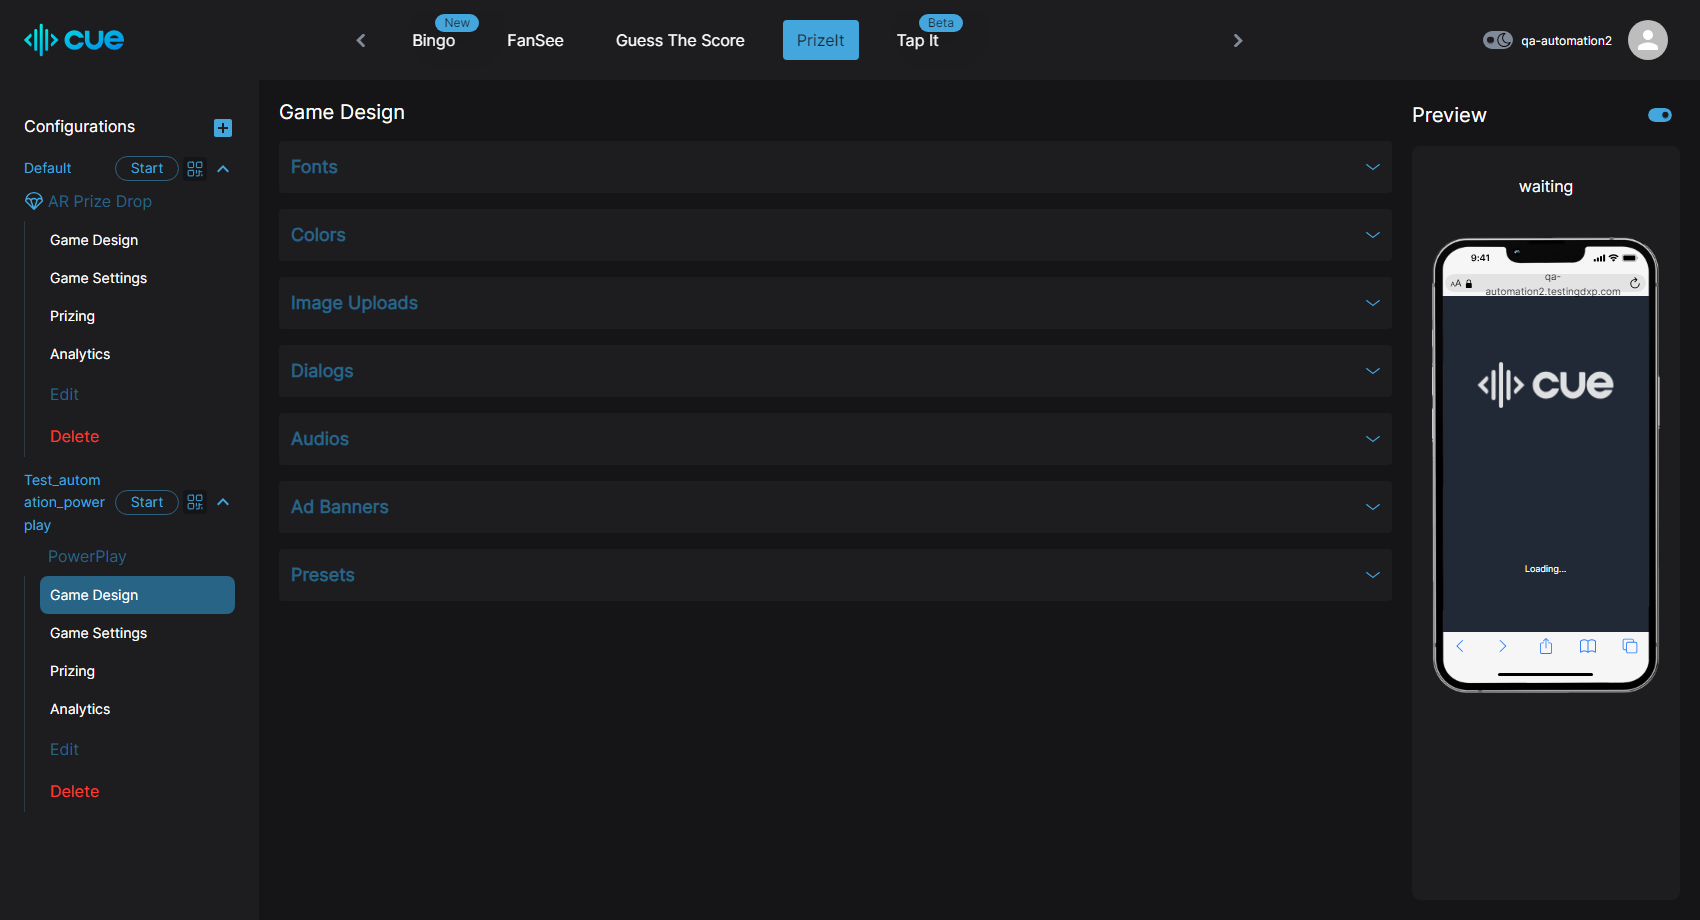 cue
New
Bingo
FanSee
Guess The Score
PrizeIt
Beta
Tap It
qa-automation2
Configurations
Default
Start
AR Prize Drop
Game Design
Game Settings
Prizing
Analytics
Edit
Delete
Test_autom
ation_power
play
Start
PowerPlay
Game Design
Game Settings
Prizing
Analytics
Edit
Delete
Game Design
Fonts
Colors
Image Uploads
Dialogs
Audios
Ad Banners
Presets
Preview
waiting
9:41
AA
qa-
automation2.testingdxp.com
cue
Loading...